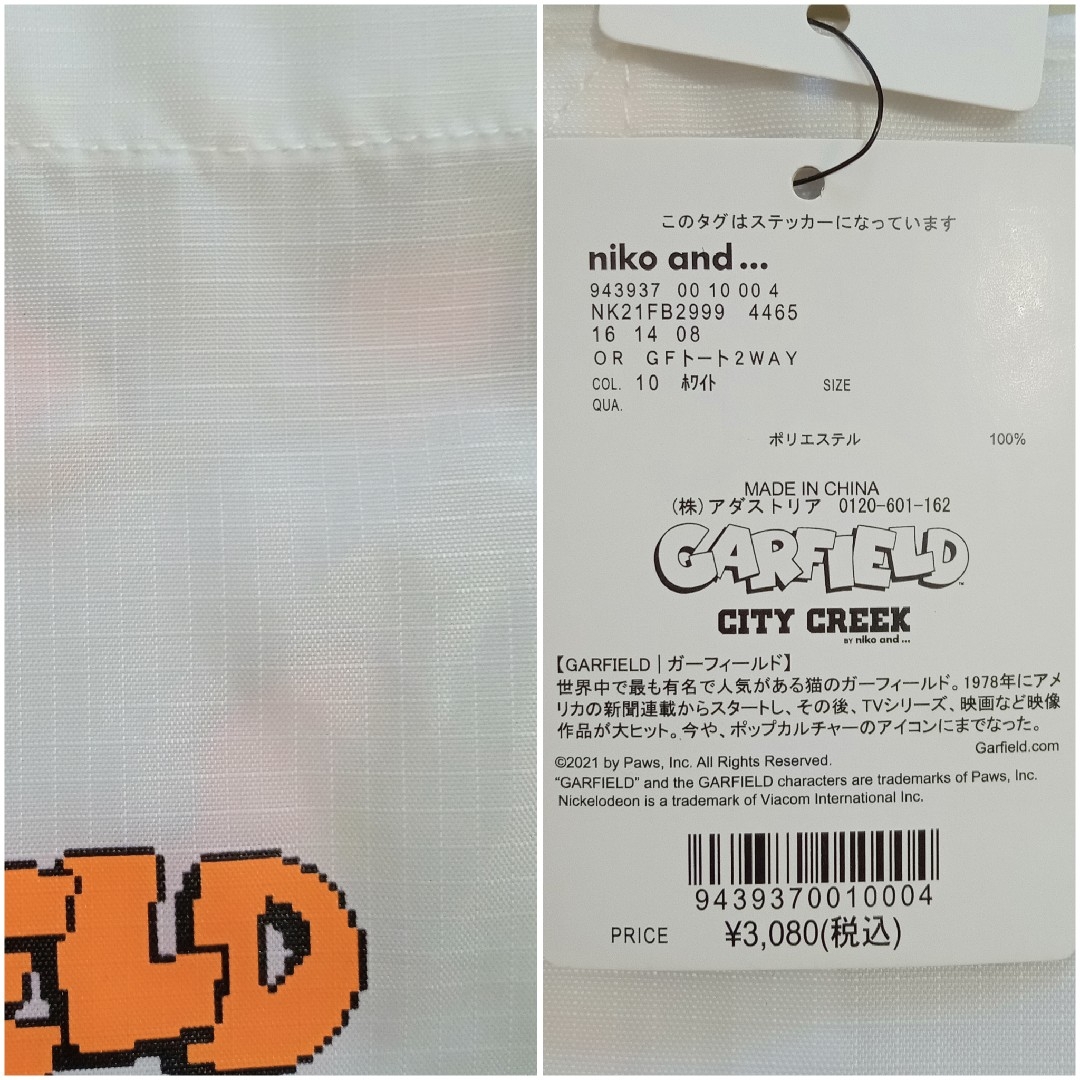 ELD
このタグはステッカーになっています
niko and ...
943937 00 10 00 4
NK21FB2999 4465
16 14 08
OR GFトート2WAY
COL. 10 ﾎﾜｲﾄ SIZE
QUA.
ポリエステル 100%
MADE IN CHINA
(株)アダストリア 0120-601-162
GARFIELD
CITY CREEK
BY niko and ...
【GARFIELD｜ガーフィールド】
世界中で最も有名で人気がある猫のガーフィールド。1978年にアメ
リカの新聞連載からスタートし、その後、TVシリーズ、映画など映像
作品が大ヒット。今や、ポップカルチャーのアイコンにまでなった。
Garfield.com
©2021 by Paws, Inc. All Rights Reserved.
"GARFIELD" and the GARFIELD characters are trademarks of Paws, Inc.
Nickelodeon is a trademark of Viacom International Inc.
9439370010004
PRICE ¥3,080(税込)